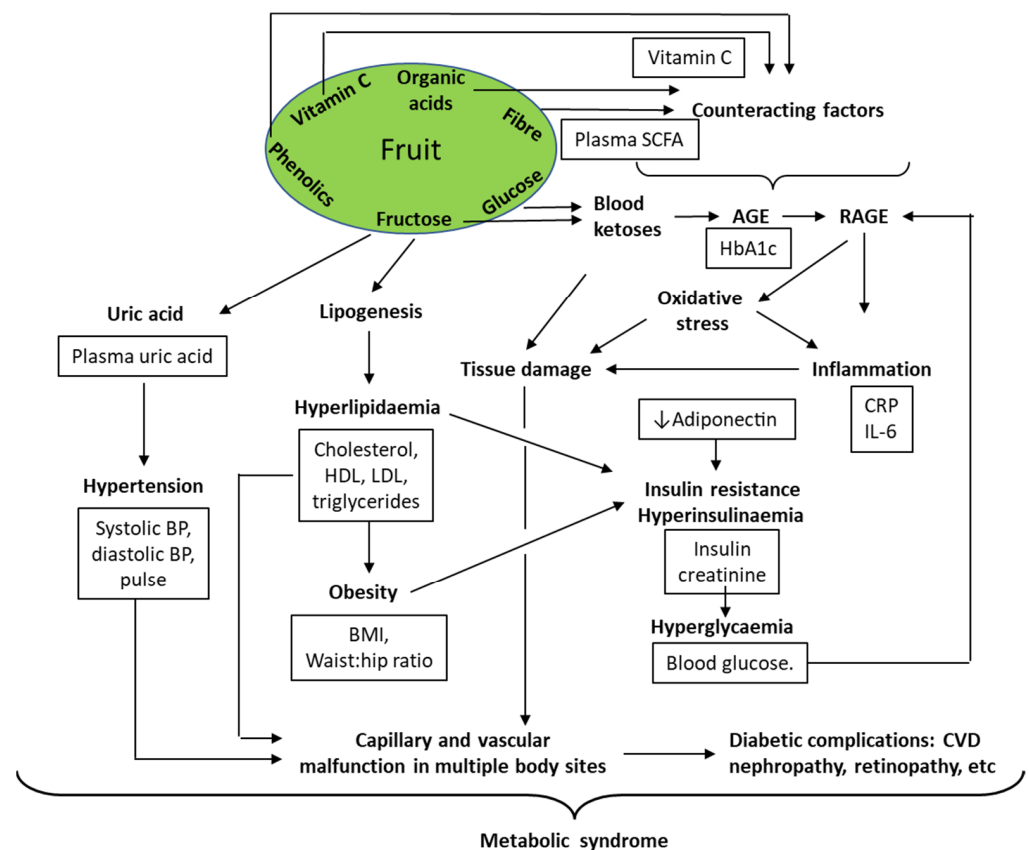 Vitamin C
Organic
acids
Vitamin C
Counteracting factors
Fibre
Plasma SCFA
Fruit
Phenolics
Glucose
Fructose
Blood
ketoses
AGE
RAGE
HbA1c
Uric acid
Plasma uric acid
Lipogenesis
Oxidative
stress
Tissue damage
Inflammation
CRP
IL-6
Hyperlipidaemia
Cholesterol,
HDL, LDL,
triglycerides
↓Adiponectin
Hypertension
Systolic BP,
diastolic BP,
pulse
Insulin resistance
Hyperinsulinaemia
Insulin
creatinine
Obesity
BMI,
Waist:hip ratio
Hyperglycaemia
Blood glucose.
Capillary and vascular
malfunction in multiple body sites
Diabetic complications: CVD
nephropathy, retinopathy, etc
Metabolic syndrome